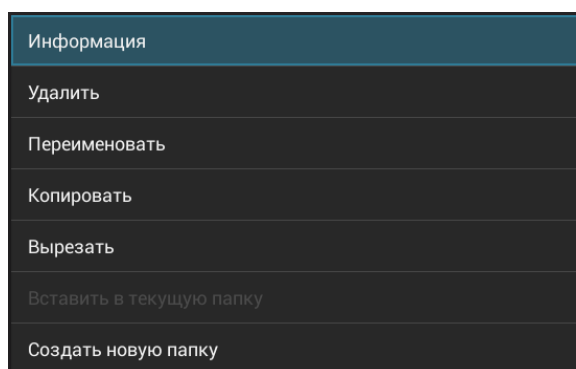 Информация
Удалить
Переименовать
Копировать
Вырезать
Вставить в текущую папку
Создать новую папку